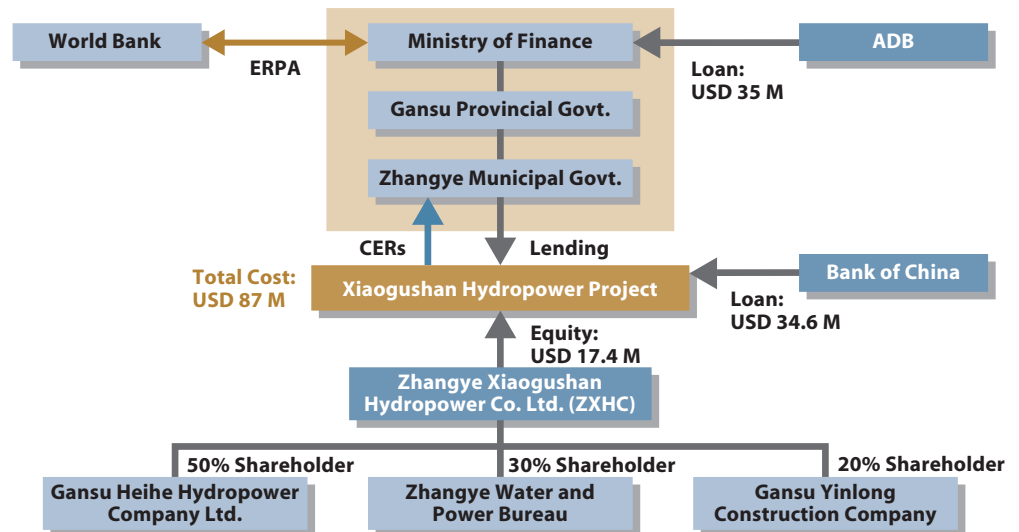 World Bank
ERPA
Ministry of Finance
ADB
Loan:
USD 35 M
Gansu Provincial Govt.
Zhangye Municipal Govt.
CERs
Lending
Total Cost:
USD 87 M
Xiaogushan Hydropower Project
Bank of China
Loan:
USD 34.6 M
Equity:
USD 17.4 M
Zhangye Xiaogushan
Hydropower Co. Ltd. (ZXHC)
50% Shareholder
30% Shareholder
20% Shareholder
Gansu Heihe Hydropower
Company Ltd.
Zhangye Water and
Power Bureau
Gansu Yinlong
Construction Company